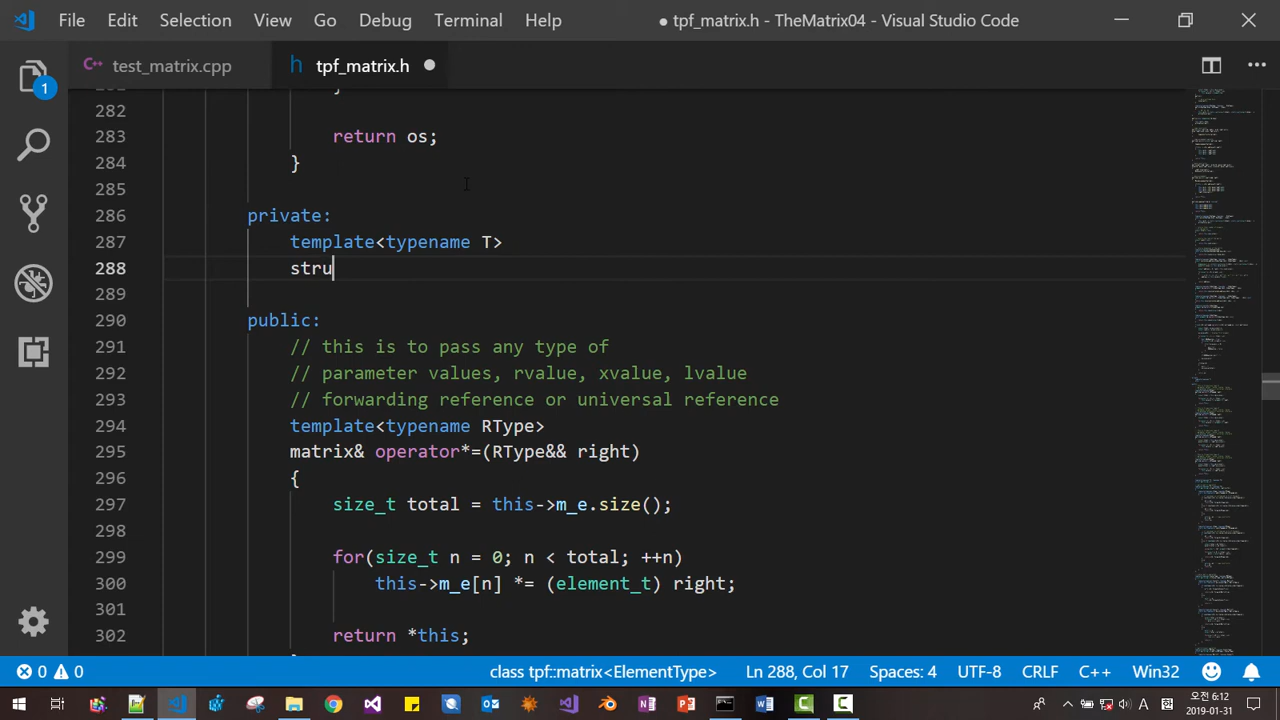 File Edit Selection View Go Debug Terminal Help
● tpf_matrix.h - TheMatrix04 - Visual Studio Code
C++ test_matrix.cpp
h tpf_matrix.h ●
1
282
283 return os;
284 }
285
286 private:
287 template<typename T>
288 stru
289
290 public:
291 // this is to pass any type of
292 // parameter values, rvalue, xvalue, lvalue
293 // forwarding reference or universal reference
294 template<typename RType>
295 matrix& operator*=(RType&& right)
296 {
297 size_t total = this->m_e.size();
298
299 for(size_t n = 0; n < total; ++n)
300 this->m_e[n] *= (element_t) right;
301
302 return *this;
0 0 class tpf::matrix<ElementType> Ln 288, Col 17 Spaces: 4 UTF-8 CRLF C++ Win32
오전 6:12
2019-01-31